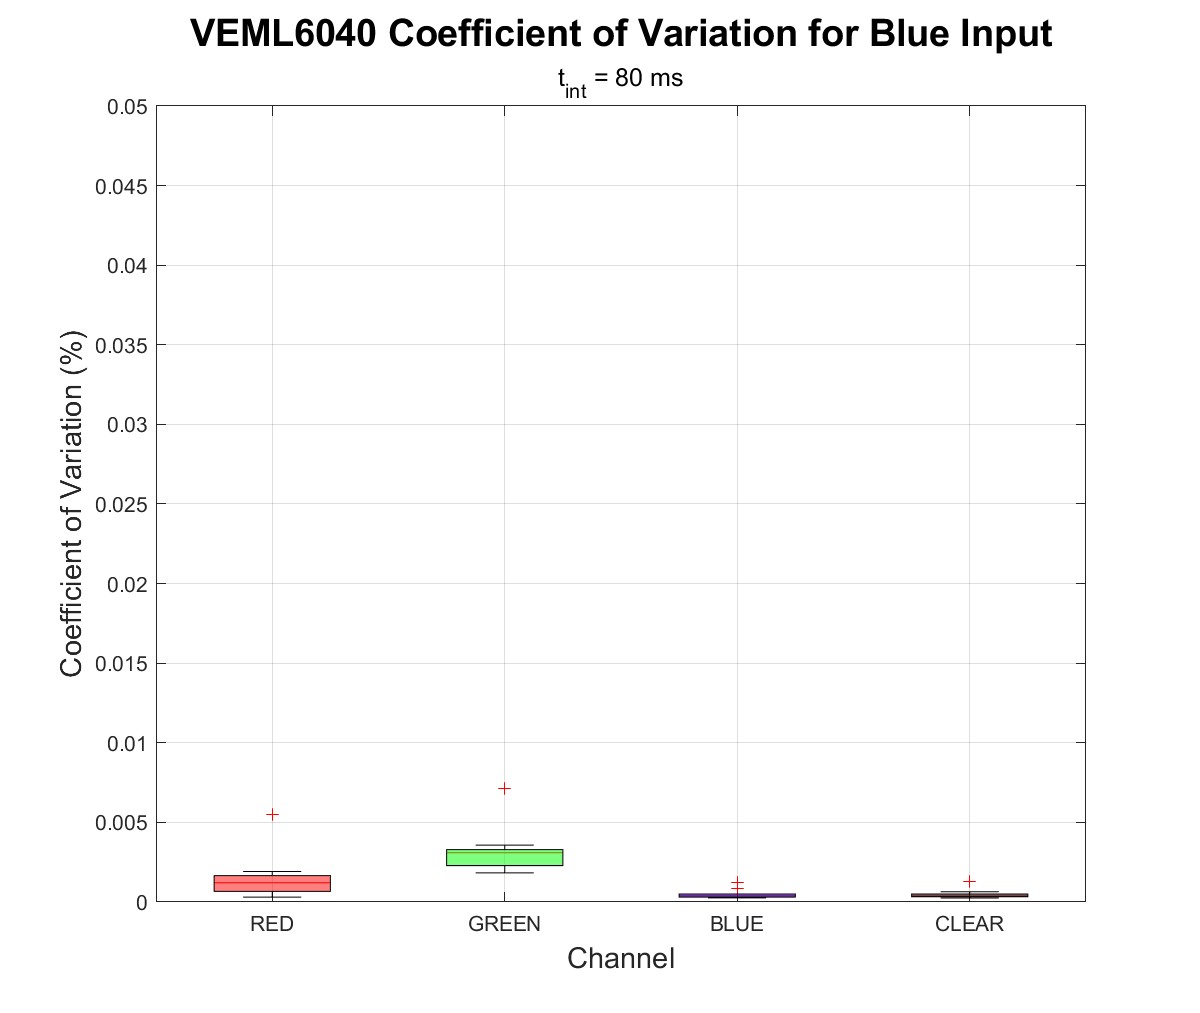 VEML6040 Coefficient of Variation for Blue Input
t_int = 80 ms
0.05
0.045
0.04
0.035
0.03
0.025
0.02
0.015
0.01
0.005
0
Coefficient of Variation (%)
RED GREEN BLUE CLEAR
Channel